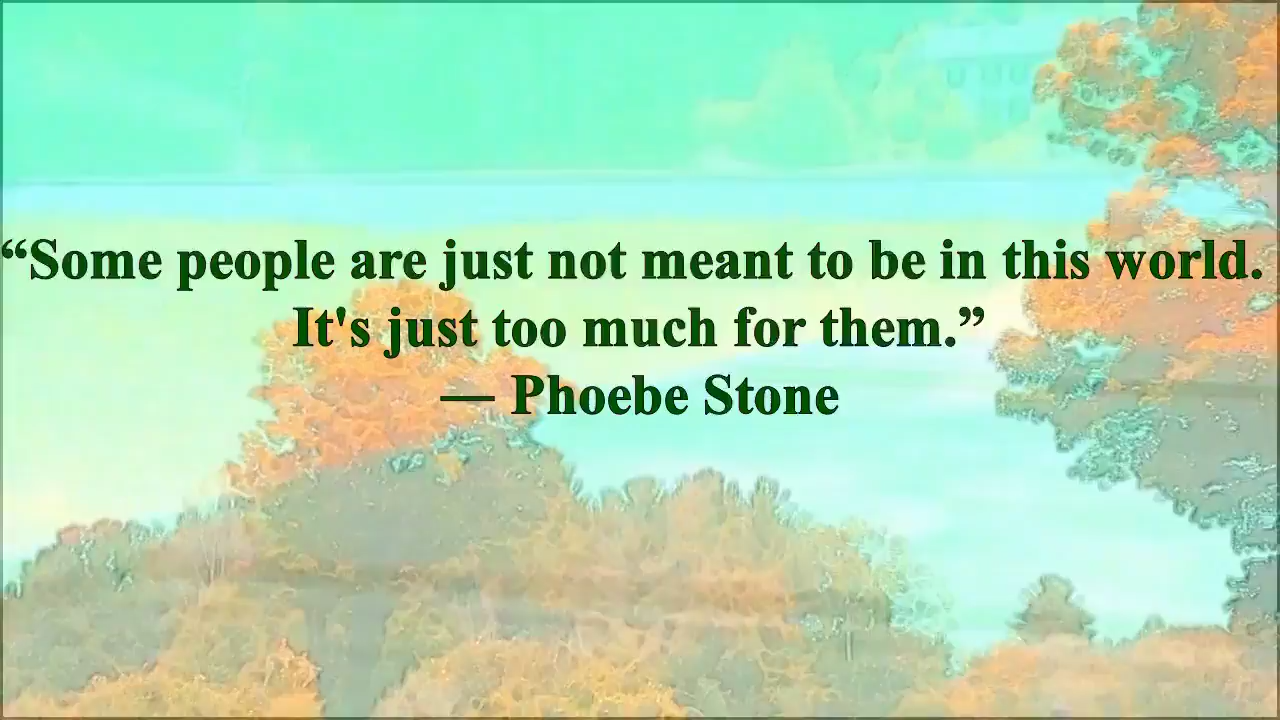 “Some people are just not meant to be in this world.
It's just too much for them.”
— Phoebe Stone